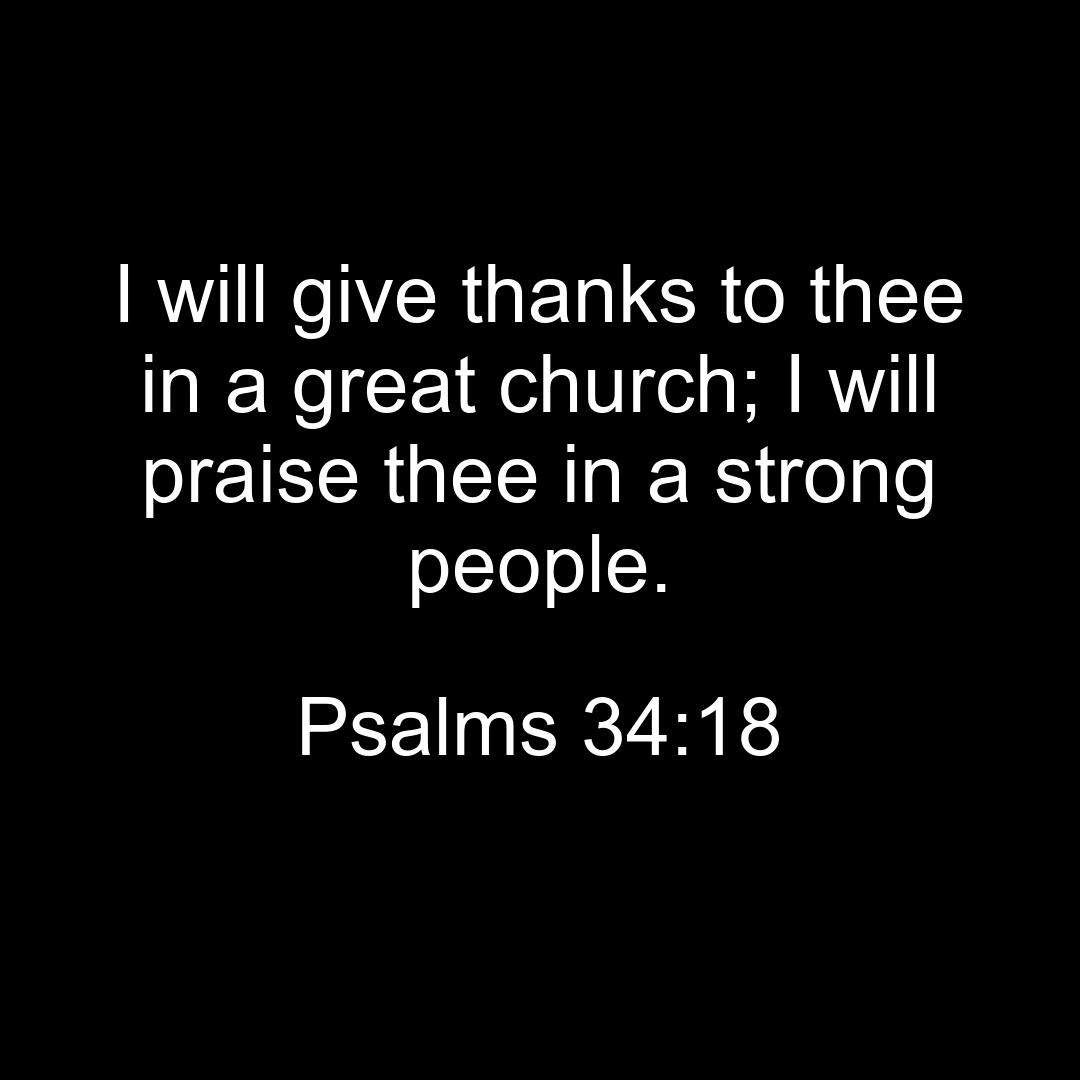 I will give thanks to thee
in a great church; I will
praise thee in a strong
people.
Psalms 34:18